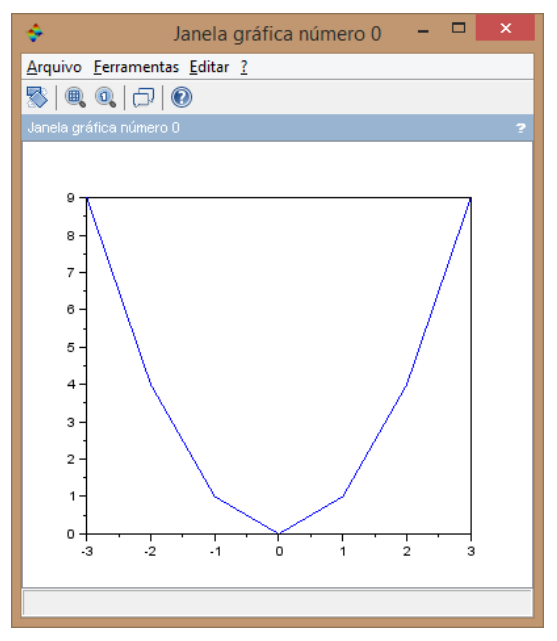 Janela gráfica número 0
Arquivo Ferramentas Editar ?
Janela gráfica número 0 ?
9
8
7
6
5
4
3
2
1
0
-3 -2 -1 0 1 2 3